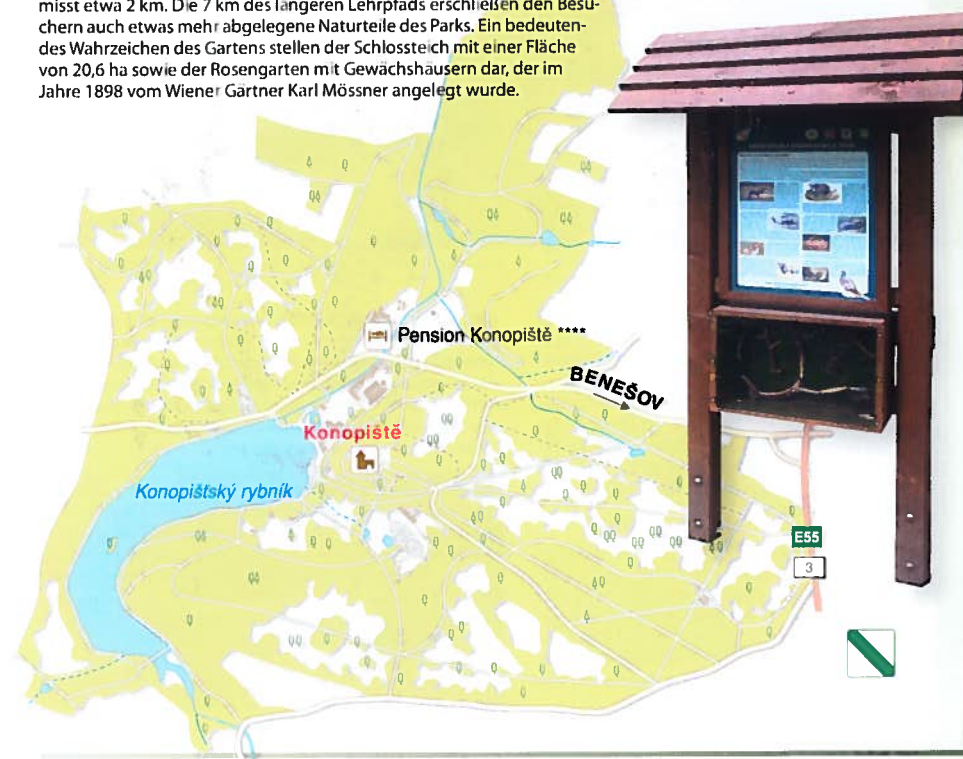 misst etwa 2 km. Die 7 km des längeren Lehrpfads erschließen den Besu-
chern auch etwas mehr abgelegene Naturteile des Parks. Ein bedeuten-
des Wahrzeichen des Gartens stellen der Schlossteich mit einer Fläche
von 20,6 ha sowie der Rosengarten mit Gewächshäusern dar, der im
Jahre 1898 vom Wiener Gärtner Karl Mössner angelegt wurde.
Pension Konopiště ****
BENEŠOV
Konopiště
Konopišťský rybník
E55
3